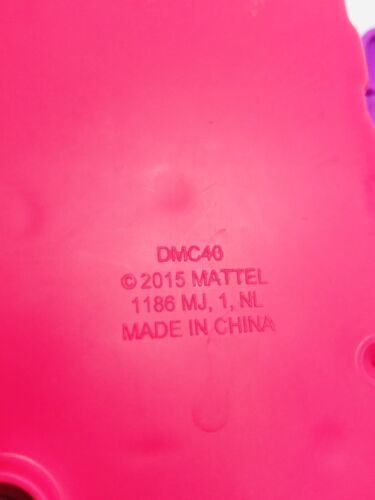 DMC40
© 2015 MATTEL
1186 MJ, 1, NL
MADE IN CHINA